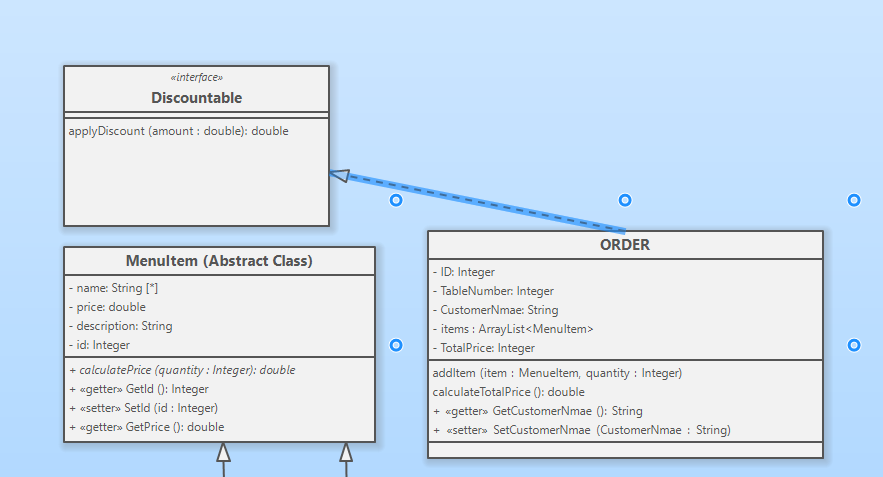 «interface»
Discountable
applyDiscount (amount : double): double
MenuItem (Abstract Class)
- name: String [*]
- price: double
- description: String
- id: Integer
+ calculatePrice (quantity : Integer): double
+ «getter» GetId (): Integer
+ «setter» SetId (id : Integer)
+ «getter» GetPrice (): double
ORDER
- ID: Integer
- TableNumber: Integer
- CustomerNmae: String
- items : ArrayList<MenuItem>
- TotalPrice: Integer
addItem (item : MenueItem, quantity : Integer)
calculateTotalPrice (): double
+ «getter» GetCustomerNmae (): String
+ «setter» SetCustomerNmae (CustomerNmae : String)